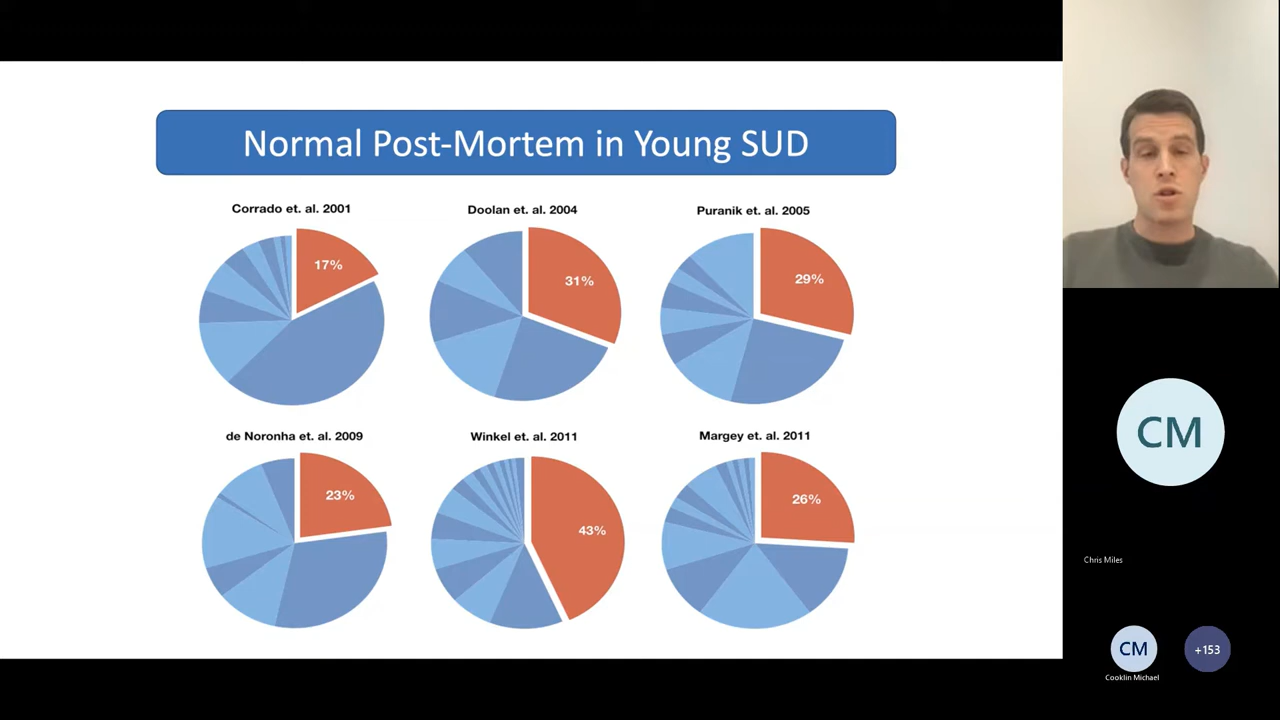 Normal Post-Mortem in Young SUD
Corrado et. al. 2001
Doolan et. al. 2004
Puranik et. al. 2005
17%
31%
29%
de Noronha et. al. 2009
Winkel et. al. 2011
Margey et. al. 2011
23%
43%
26%
CM
Chris Miles
CM
+153
Cooklin Michael